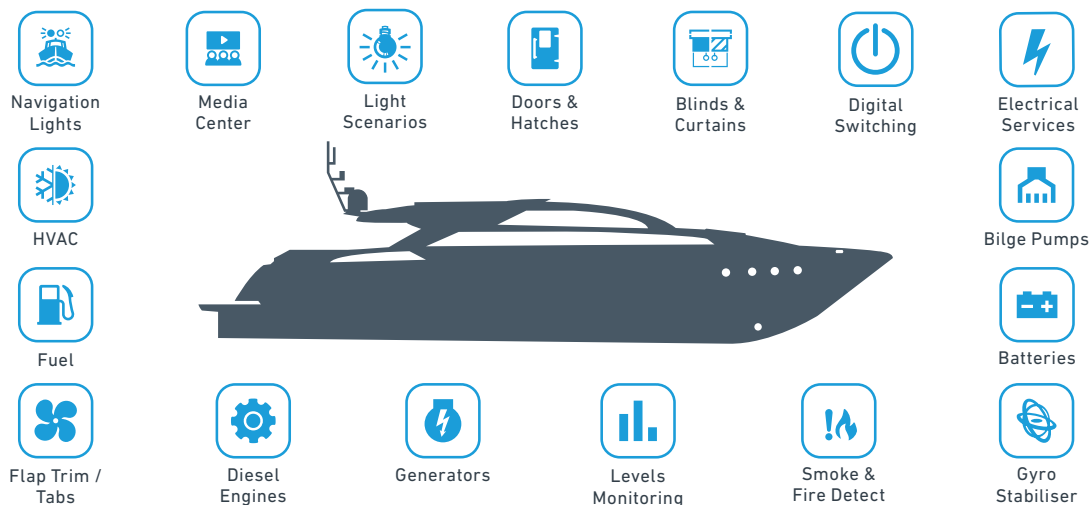 Navigation
Lights
Media
Center
Light
Scenarios
Doors &
Hatches
Blinds &
Curtains
Digital
Switching
Electrical
Services
HVAC
Bilge Pumps
Fuel
Batteries
Flap Trim /
Tabs
Diesel
Engines
Generators
Levels
Monitoring
Smoke &
Fire Detect
Gyro
Stabiliser